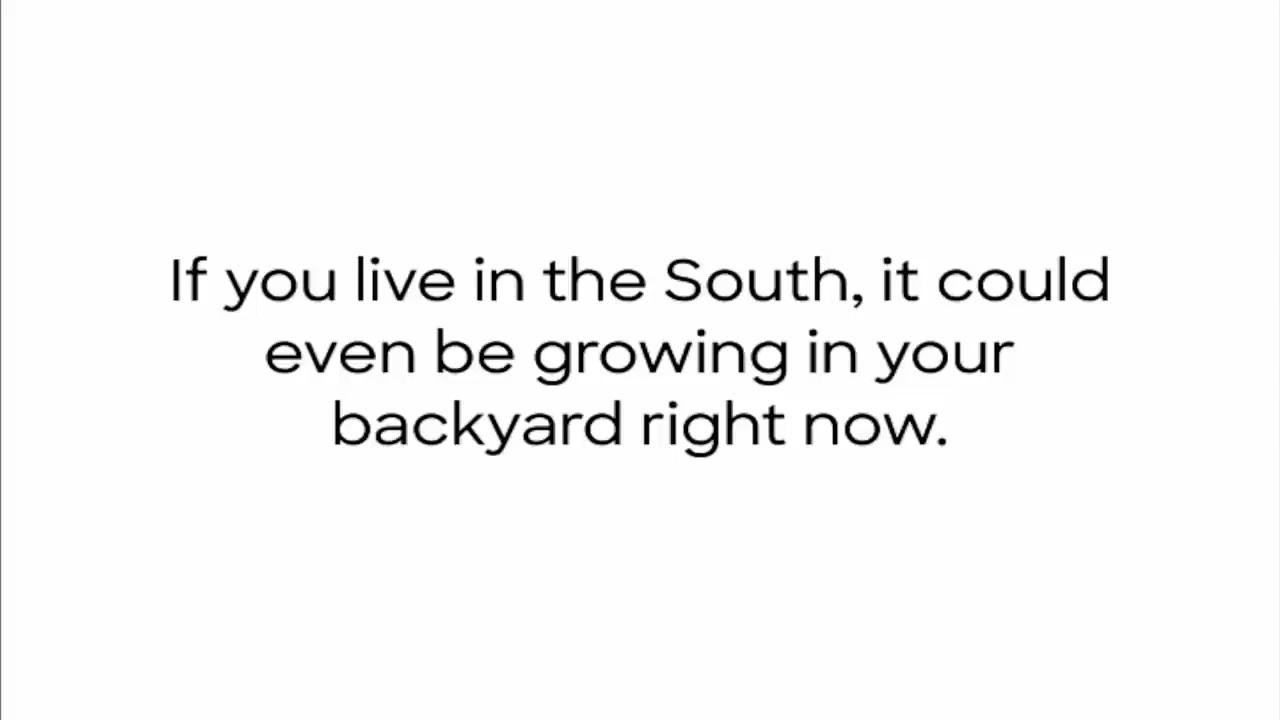 If you live in the South, it could
even be growing in your
backyard right now.